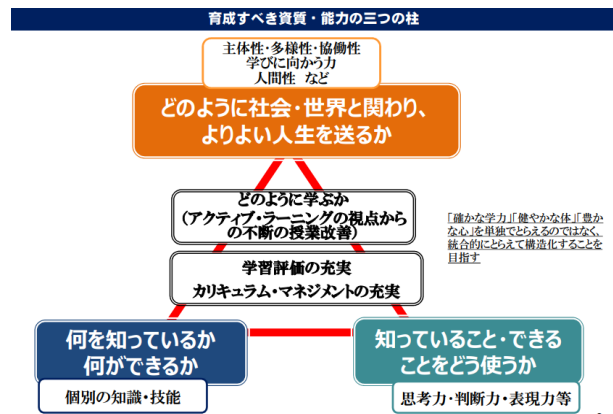 育成すべき資質・能力の三つの柱
主体性・多様性・協働性
学びに向かう力
人間性 など
どのように社会・世界と関わり、
よりよい人生を送るか
どのように学ぶか
(アクティブ・ラーニングの視点から
の不断の授業改善)
学習評価の充実
カリキュラム・マネジメントの充実
「確かな学力」「健やかな体」「豊か
な心」を単独でとらえるのではなく、
統合的にとらえて構造化することを
目指す
何を知っているか
何ができるか
個別の知識・技能
知っていること・できる
ことをどう使うか
思考力・判断力・表現力等